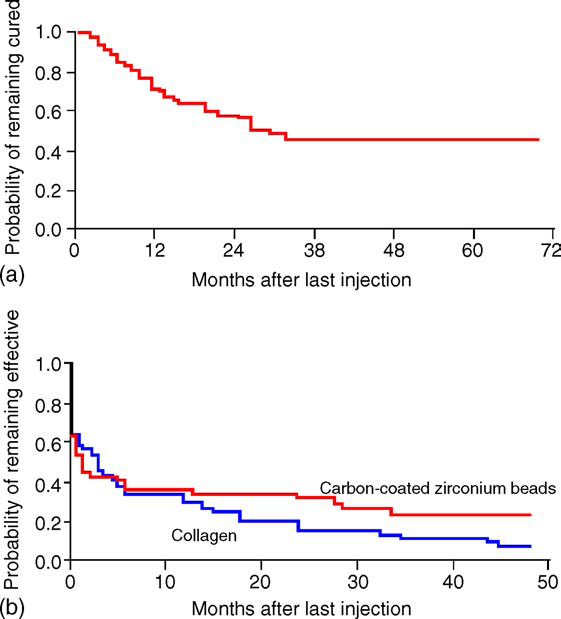 Probability of remaining cured
1.0
0.8
0.6
0.4
0.2
0.0
0 12 24 38 48 60 72
Months after last injection
(a)
Probability of remaining effective
1.0
0.8
0.6
0.4
0.2
0.0
Carbon-coated zirconium beads
Collagen
0 10 20 30 40 50
Months after last injection
(b)